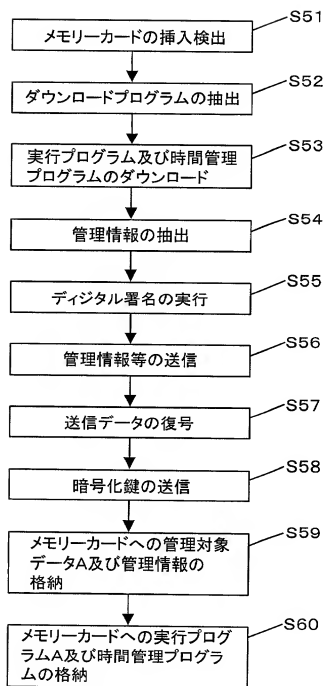 S51
メモリーカードの挿入検出
S52
ダウンロードプログラムの抽出
S53
実行プログラム及び時間管理
プログラムのダウンロード
S54
管理情報の抽出
S55
ディジタル署名の実行
S56
管理情報等の送信
S57
送信データの復号
S58
暗号化鍵の送信
S59
メモリーカードへの管理対象
データA及び管理情報の
格納
S60
メモリーカードへの実行プログ
ラムA及び時間管理プログラ
ムの格納